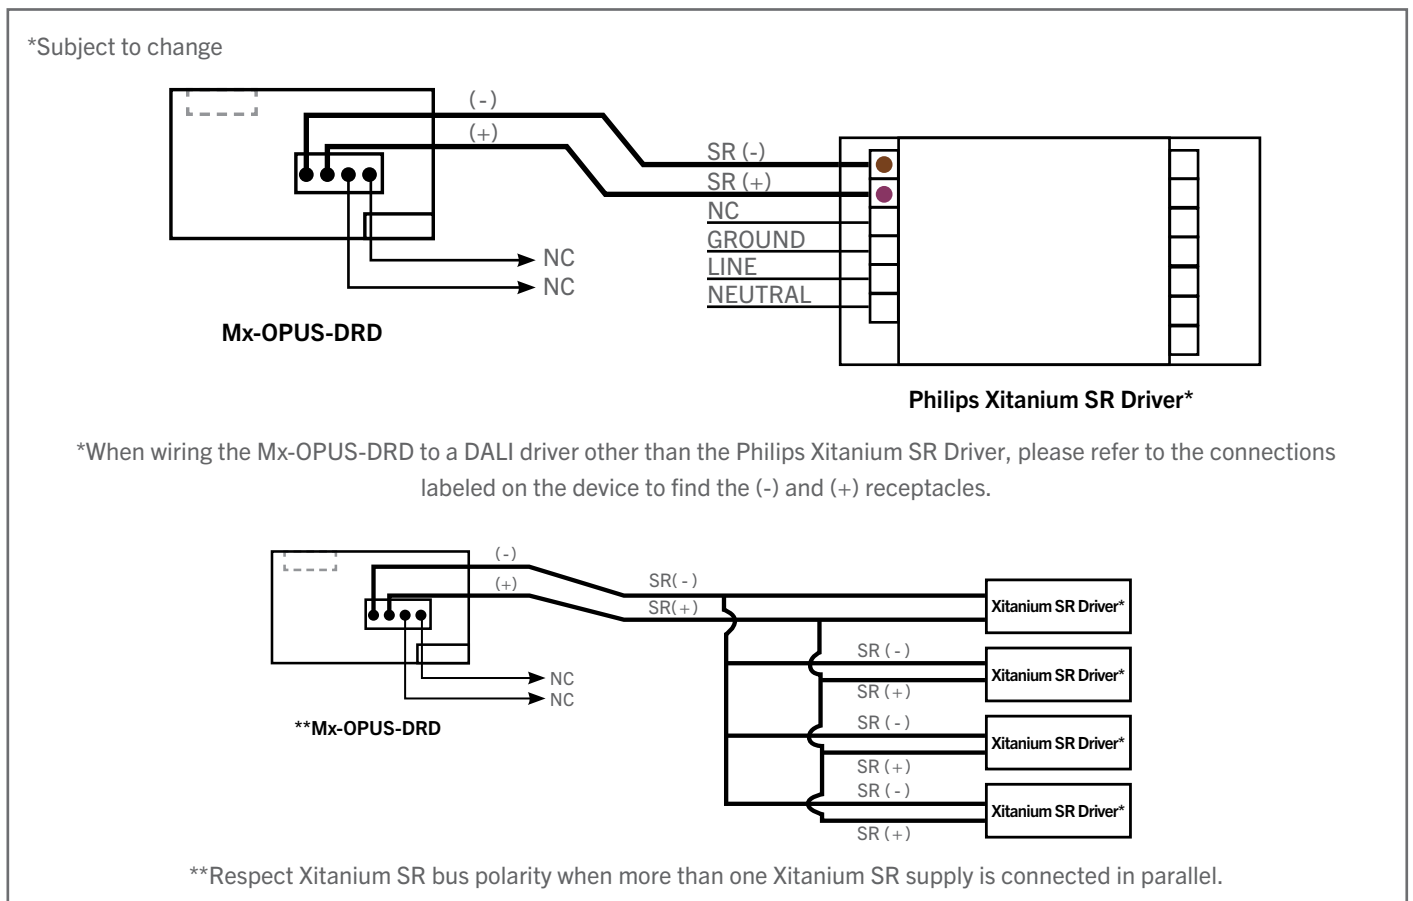 *Subject to change
(-)
(+)
SR (-)
SR (+)
NC
GROUND
LINE
NEUTRAL
NC
NC
Mx-OPUS-DRD
Philips Xitanium SR Driver*
*When wiring the Mx-OPUS-DRD to a DALI driver other than the Philips Xitanium SR Driver, please refer to the connections
labeled on the device to find the (-) and (+) receptacles.
(-)
(+)
SR( - )
SR(+)
Xitanium SR Driver*
SR ( - )
Xitanium SR Driver*
SR (+)
NC
NC
**Mx-OPUS-DRD
SR ( - )
Xitanium SR Driver*
SR (+)
SR ( - )
Xitanium SR Driver*
SR (+)
**Respect Xitanium SR bus polarity when more than one Xitanium SR supply is connected in parallel.